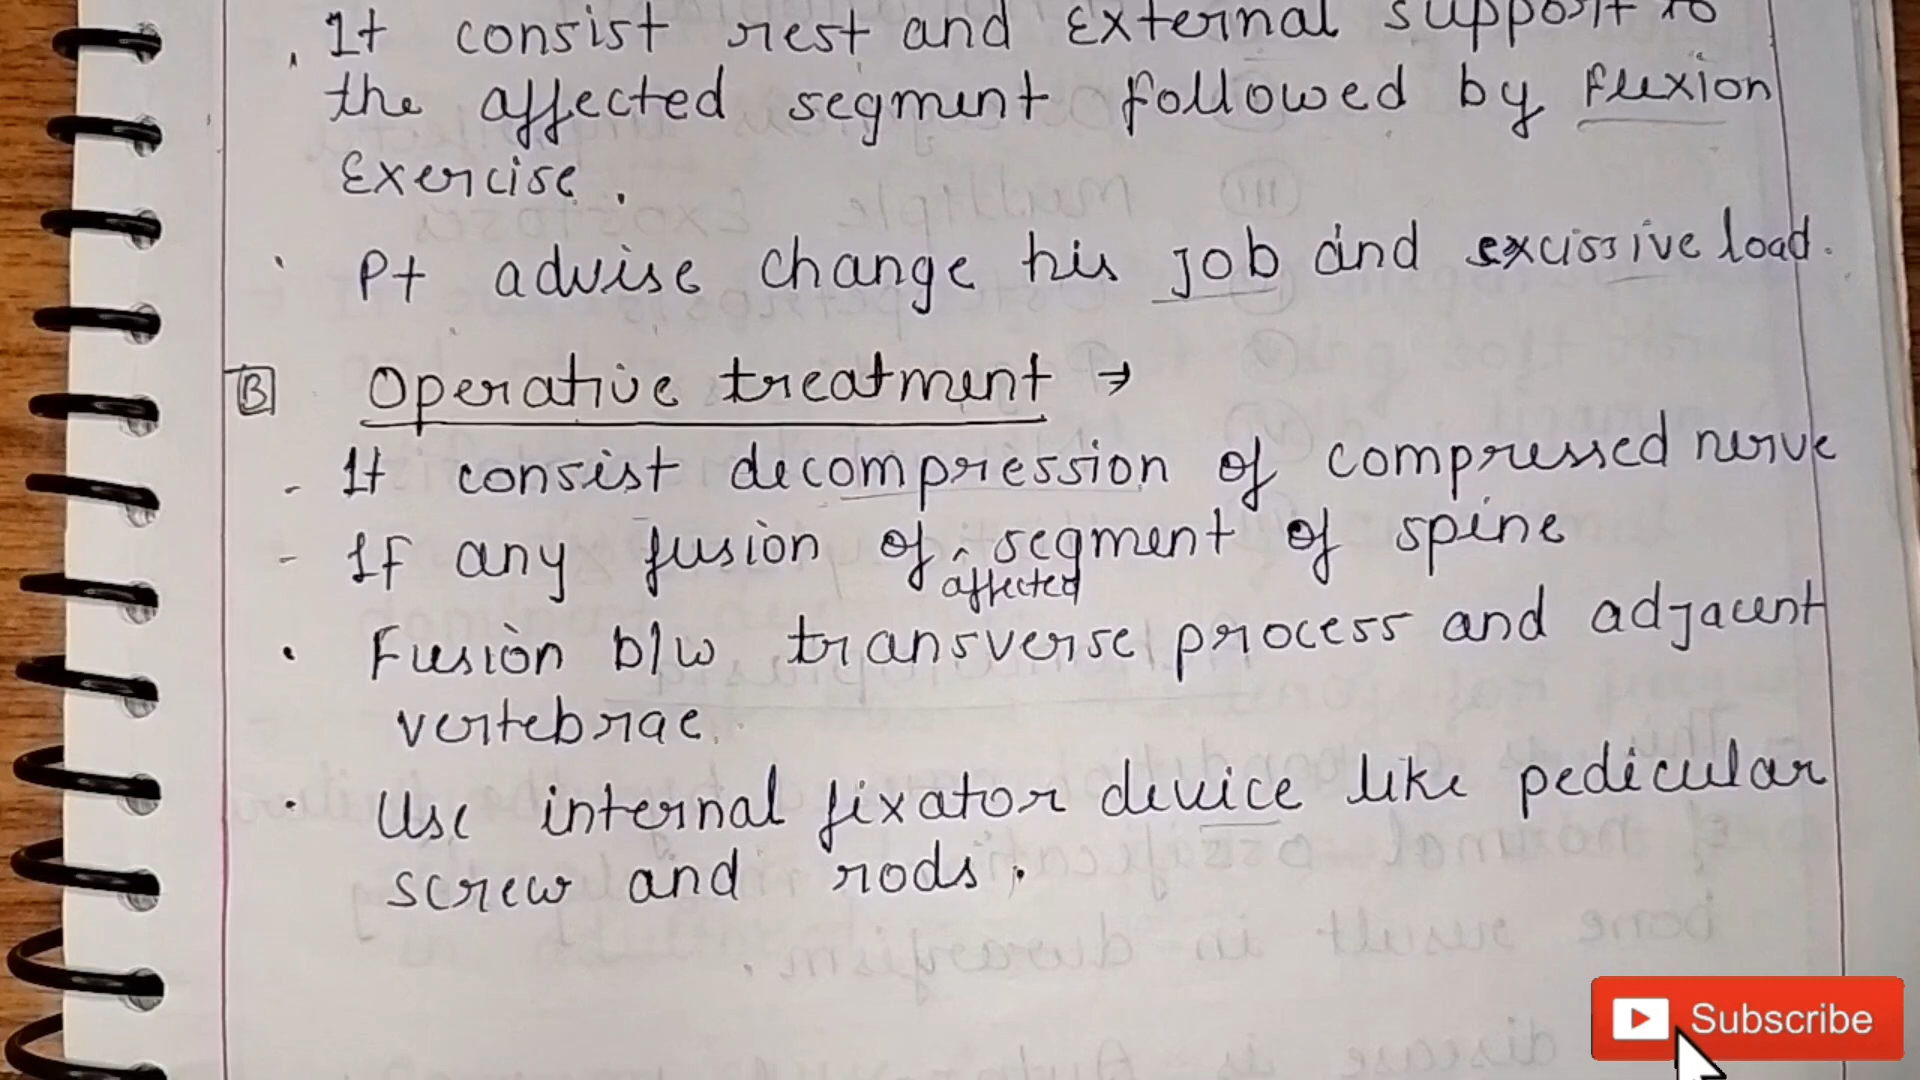 It consist rest and External support to
the affected segment followed by Fluxion
Exercise.
Pt advise change his job and excissive load.
B Operative treatment →
- It consist decompression of compressed nerve
- If any fusion of ^ segment of spine
affected
• Fusion b/w transverse process and adjacent
vertebrae.
• Use internal fixator device like pedicular
screw and rods.
Subscribe